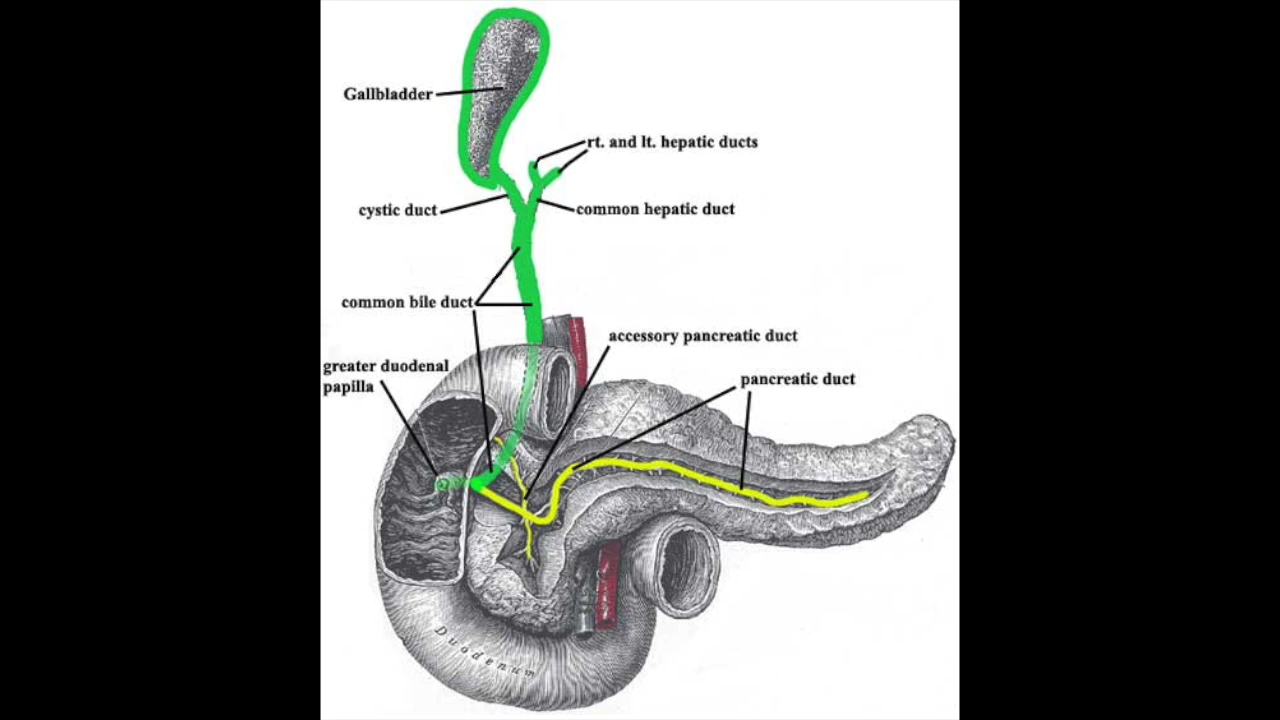 Gallbladder
rt. and lt. hepatic ducts
cystic duct
common hepatic duct
common bile duct
accessory pancreatic duct
greater duodenal
papilla
pancreatic duct
Duodenum